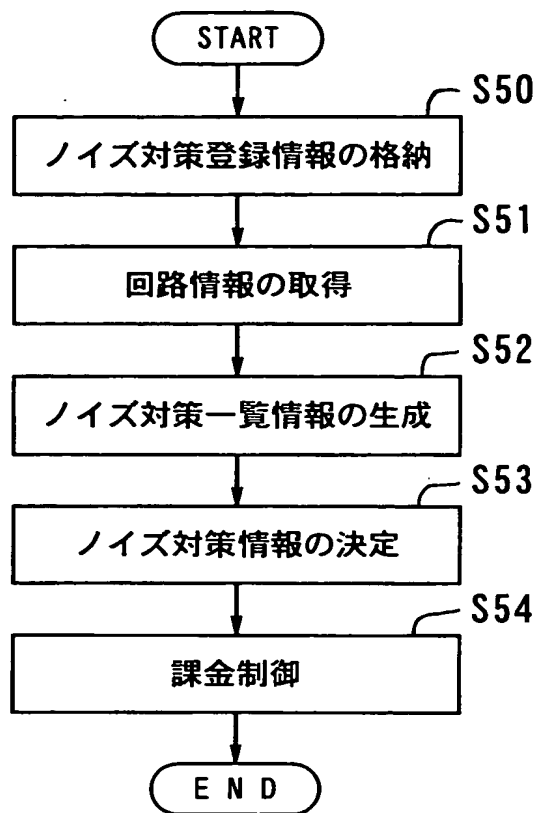 START
S50
ノイズ対策登録情報の格納
S51
回路情報の取得
S52
ノイズ対策一覧情報の生成
S53
ノイズ対策情報の決定
S54
課金制御
END